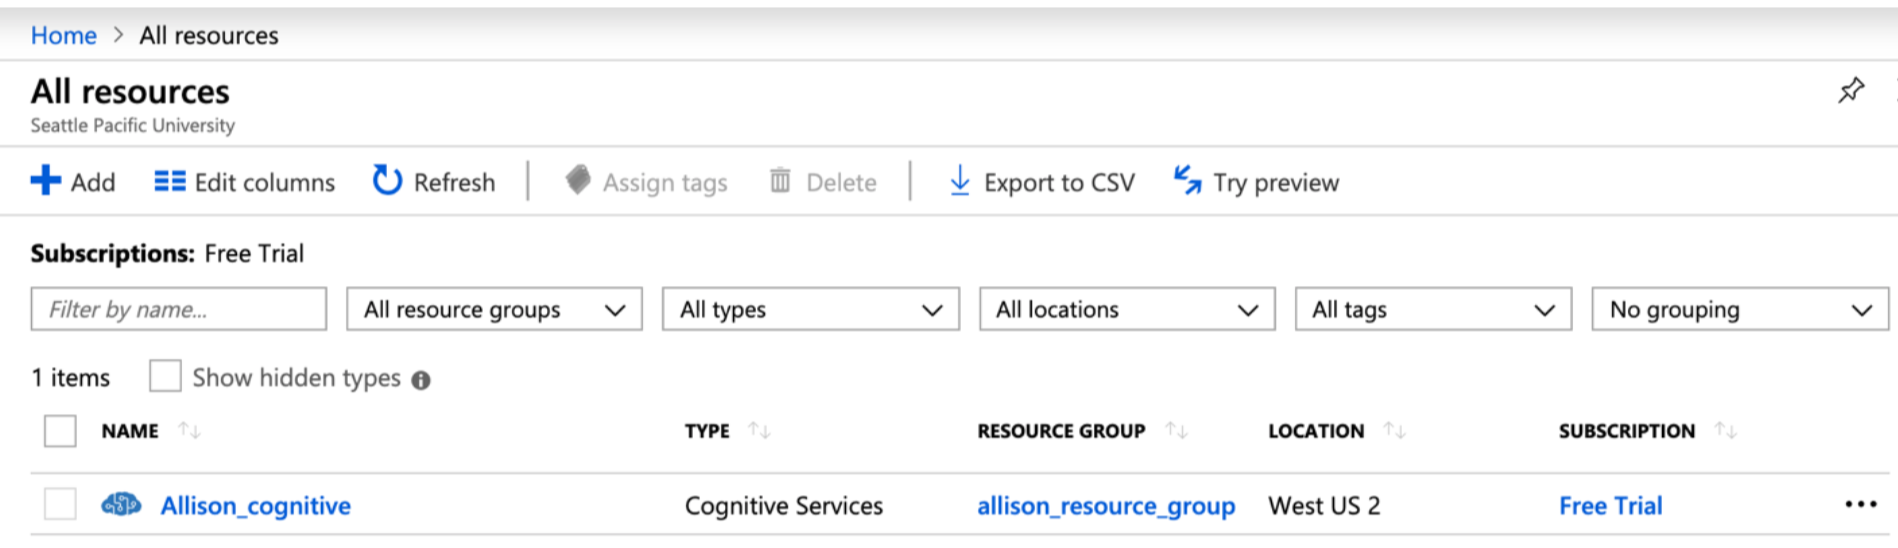 Home > All resources
All resources
Seattle Pacific University
Add Edit columns Refresh Assign tags Delete Export to CSV Try preview
Subscriptions: Free Trial
Filter by name... All resource groups All types All locations All tags No grouping
1 items Show hidden types
NAME TYPE RESOURCE GROUP LOCATION SUBSCRIPTION
Allison_cognitive Cognitive Services allison_resource_group West US 2 Free Trial